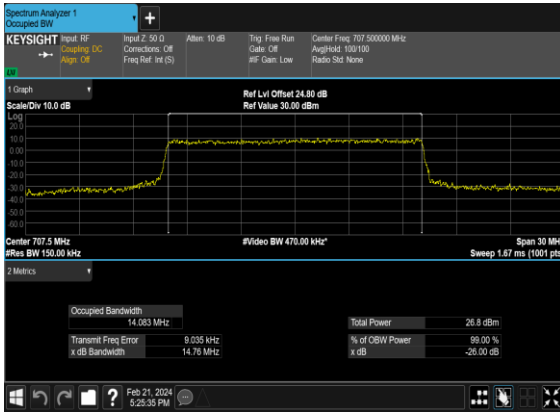 Spectrum Analyzer 1
Occupied BW
+
KEYSIGHT
Input: RF
Coupling: DC
Align: Off
Input Z: 50 Ω
Corrections: Off
Freq Ref: Int (S)
Atten: 10 dB
Trig: Free Run
Gate: Off
#IF Gain: Low
Center Freq: 707.500000 MHz
Avg|Hold: 100/100
Radio Std: None
LXI
1 Graph
Scale/Div 10.0 dB
Ref Lvl Offset 24.80 dB
Ref Value 30.00 dBm
Log
20.0
10.0
0.00
-10.0
-20.0
-30.0
-40.0
-50.0
-60.0
Center 707.5 MHz
#Res BW 150.00 kHz
#Video BW 470.00 kHz*
Span 30 MH
Sweep 1.67 ms (1001 pts
2 Metrics
Occupied Bandwidth
14.083 MHz
Transmit Freq Error 9.035 kHz
x dB Bandwidth 14.76 MHz
Total Power 26.8 dBm
% of OBW Power 99.00 %
x dB -26.00 dB
?
Feb 21, 2024
5:25:35 PM